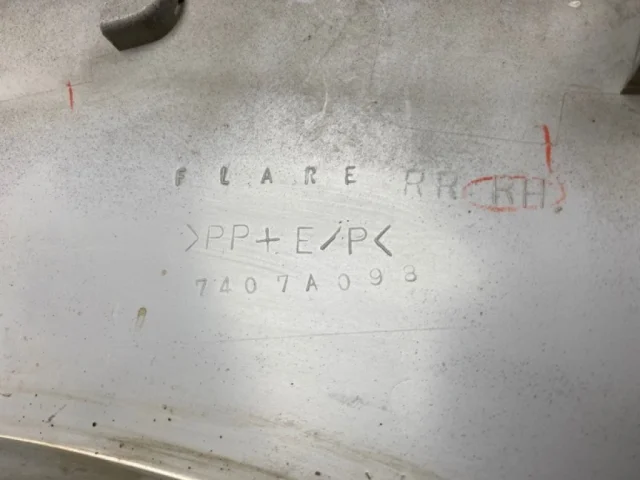 FLARE RR RH
>PP+E/P<
7407A093